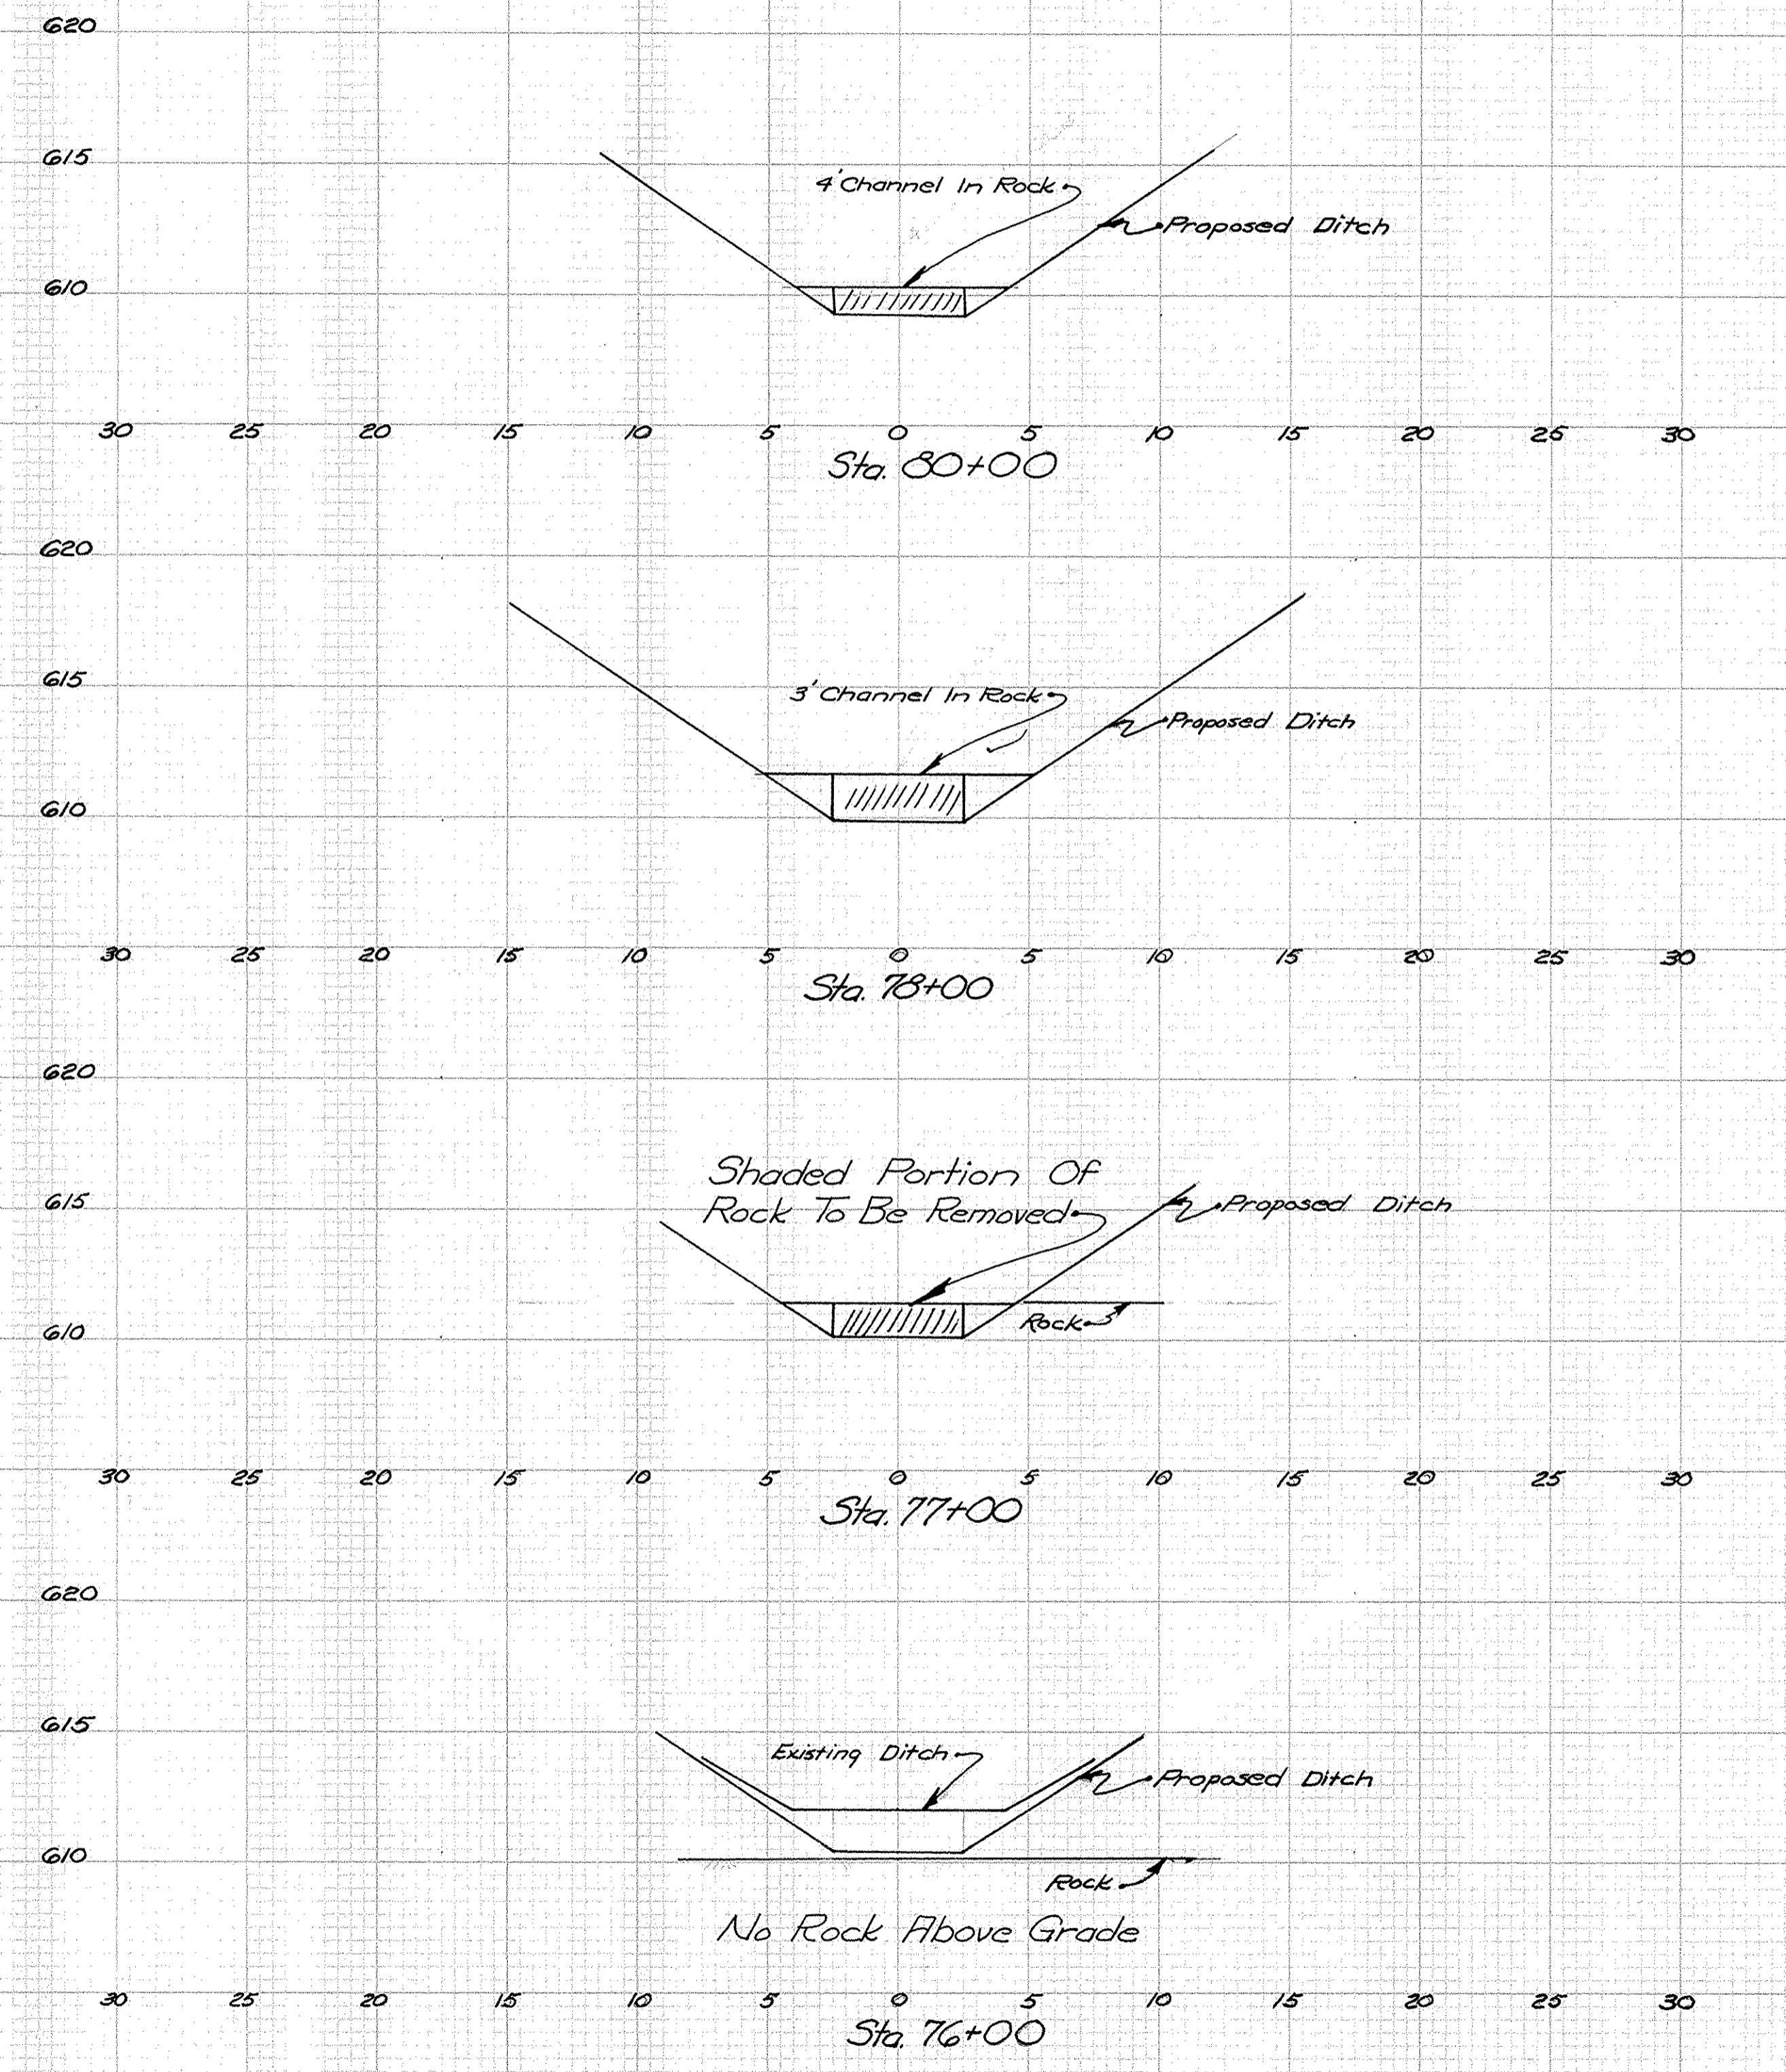 620
615
4' Channel In Rock
Proposed Ditch
610
30 25 20 15 10 5 0 5 10 15 20 25 30
Sta. 80+00
620
615
3' Channel In Rock
Proposed Ditch
610
30 25 20 15 10 5 0 5 10 15 20 25 30
Sta. 78+00
620
Shaded Portion Of
Rock To Be Removed
615
Proposed Ditch
Rock
610
30 25 20 15 10 5 0 5 10 15 20 25 30
Sta. 77+00
620
615
Existing Ditch
Proposed Ditch
610
Rock
No Rock Above Grade
30 25 20 15 10 5 0 5 10 15 20 25 30
Sta. 76+00